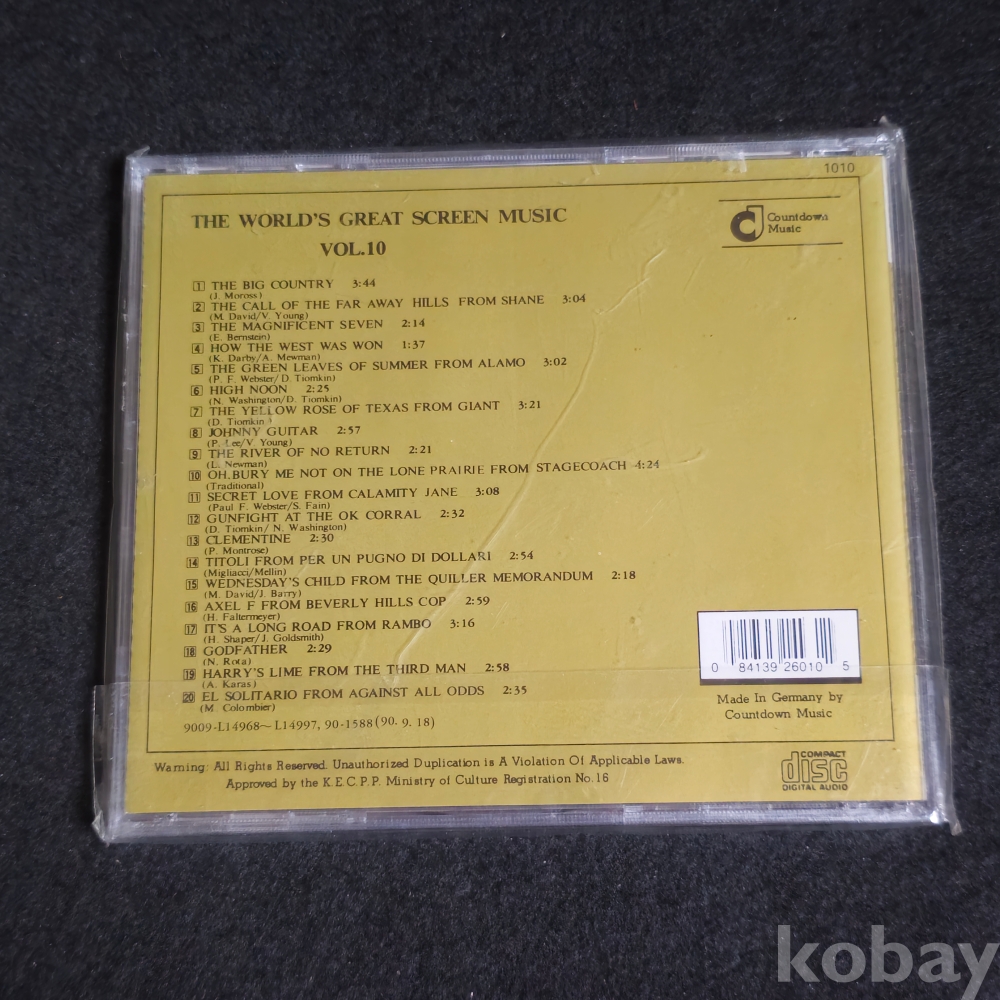 1010
THE WORLD'S GREAT SCREEN MUSIC
VOL.10
Countdown
Music
1 THE BIG COUNTRY 3:44
(J. Moross)
2 THE CALL OF THE FAR AWAY HILLS FROM SHANE 3:04
(M. David/V. Young)
3 THE MAGNIFICENT SEVEN 2:14
(E. Bernstein)
4 HOW THE WEST WAS WON 1:37
(K. Darby/A. Mewman)
5 THE GREEN LEAVES OF SUMMER FROM ALAMO 3:02
(P. F. Webster/D. Tiomkin)
6 HIGH NOON 2:25
(N. Washington/D. Tiomkin)
7 THE YELLOW ROSE OF TEXAS FROM GIANT 3:21
(D. Tiomkin)
8 JOHNNY GUITAR 2:57
(P. Lee/V. Young)
9 THE RIVER OF NO RETURN 2:21
(L. Newman)
10 OH.BURY ME NOT ON THE LONE PRAIRIE FROM STAGECOACH 4:24
(Traditional)
11 SECRET LOVE FROM CALAMITY JANE 3:08
(Paul F. Webster/S. Fain)
12 GUNFIGHT AT THE OK CORRAL 2:32
(D. Tiomkin/ N. Washington)
13 CLEMENTINE 2:30
(P. Montrose)
14 TITOLI FROM PER UN PUGNO DI DOLLARI 2:54
(Migliacci/Mellin)
15 WEDNESDAY'S CHILD FROM THE QUILLER MEMORANDUM 2:18
(M. David/J. Barry)
16 AXEL F FROM BEVERLY HILLS COP 2:59
(H. Faltermeyer)
17 IT'S A LONG ROAD FROM RAMBO 3:16
(H. Shaper/J. Goldsmith)
18 GODFATHER 2:29
(N. Rota)
19 HARRY'S LIME FROM THE THIRD MAN 2:58
(A. Karas)
20 EL SOLITARIO FROM AGAINST ALL ODDS 2:35
(M. Colombier)
9009-L14968~L14997, 90-1588(90. 9. 18)
0 84139 26010 5
Made In Germany by
Countdown Music
Warning: All Rights Reserved. Unauthorized Duplication is A Violation Of Applicable Laws.
Approved by the K.E.C.P.P. Ministry of Culture Registration No.16
COMPACT
disc
DIGITAL AUDIO
kobay